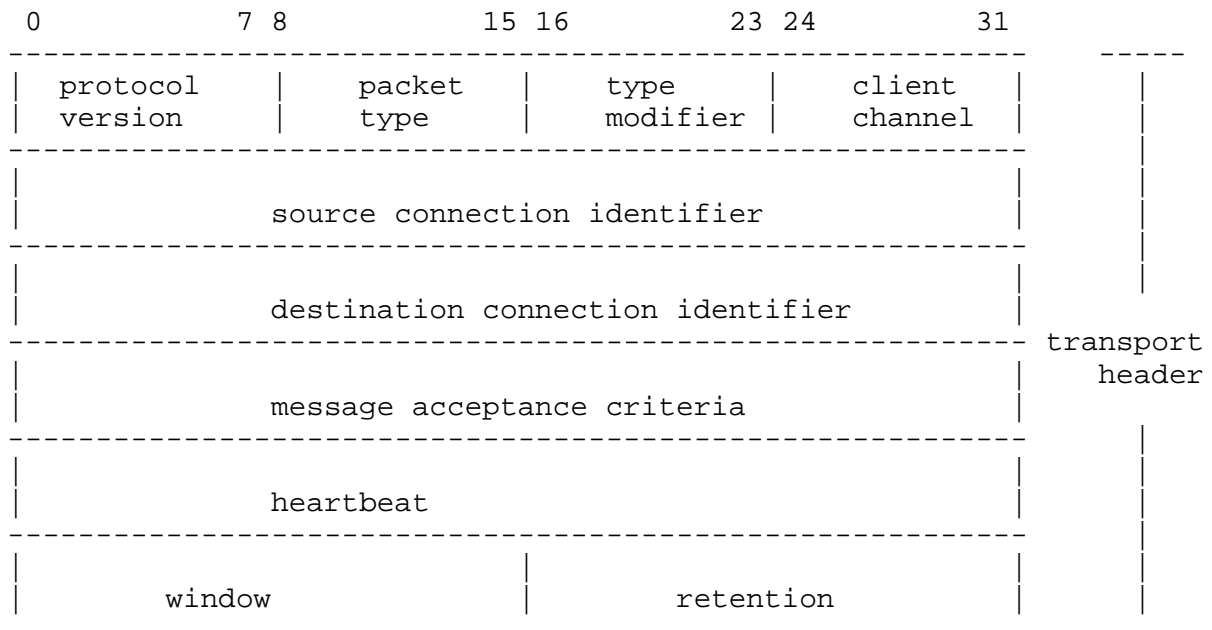 0 7 8 15 16 23 24 31
protocol packet type client
version type modifier channel
source connection identifier
destination connection identifier
transport
header
message acceptance criteria
heartbeat
window retention